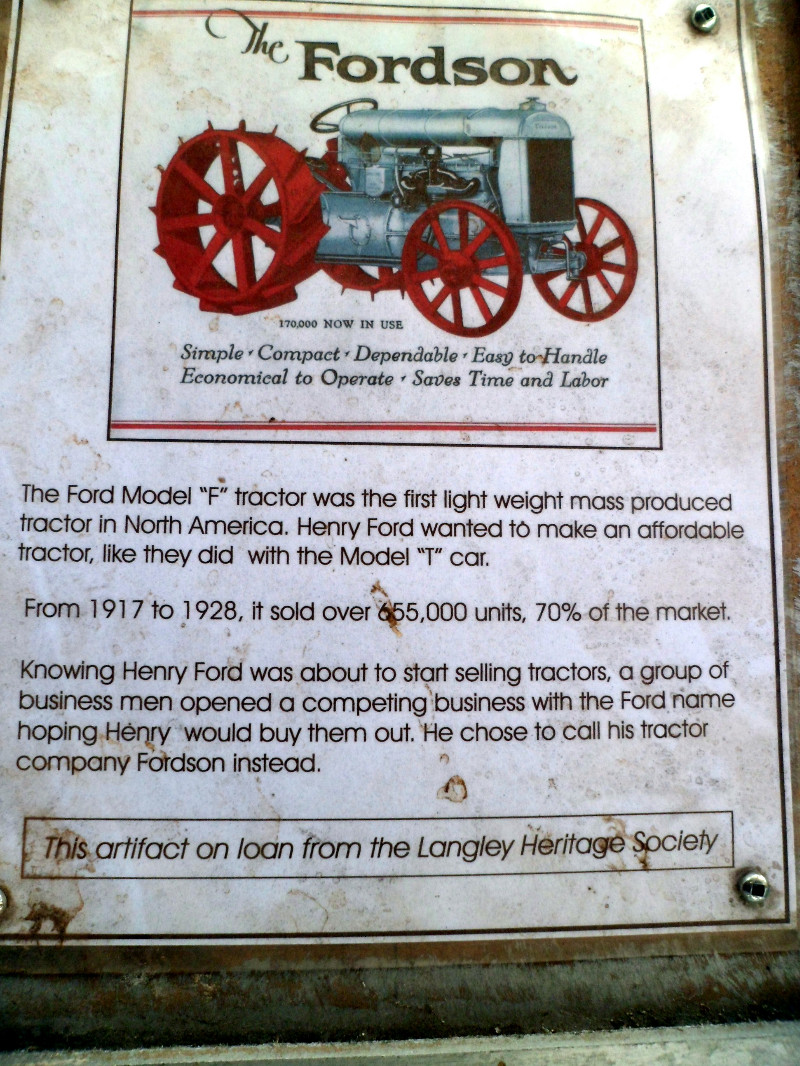 The Fordson
170,000 NOW IN USE
Simple · Compact · Dependable · Easy to Handle
Economical to Operate · Saves Time and Labor
The Ford Model “F” tractor was the first light weight mass produced
tractor in North America. Henry Ford wanted to make an affordable
tractor, like they did with the Model “T” car.
From 1917 to 1928, it sold over 655,000 units, 70% of the market.
Knowing Henry Ford was about to start selling tractors, a group of
business men opened a competing business with the Ford name
hoping Henry would buy them out. He chose to call his tractor
company Fordson instead.
This artifact on loan from the Langley Heritage Society